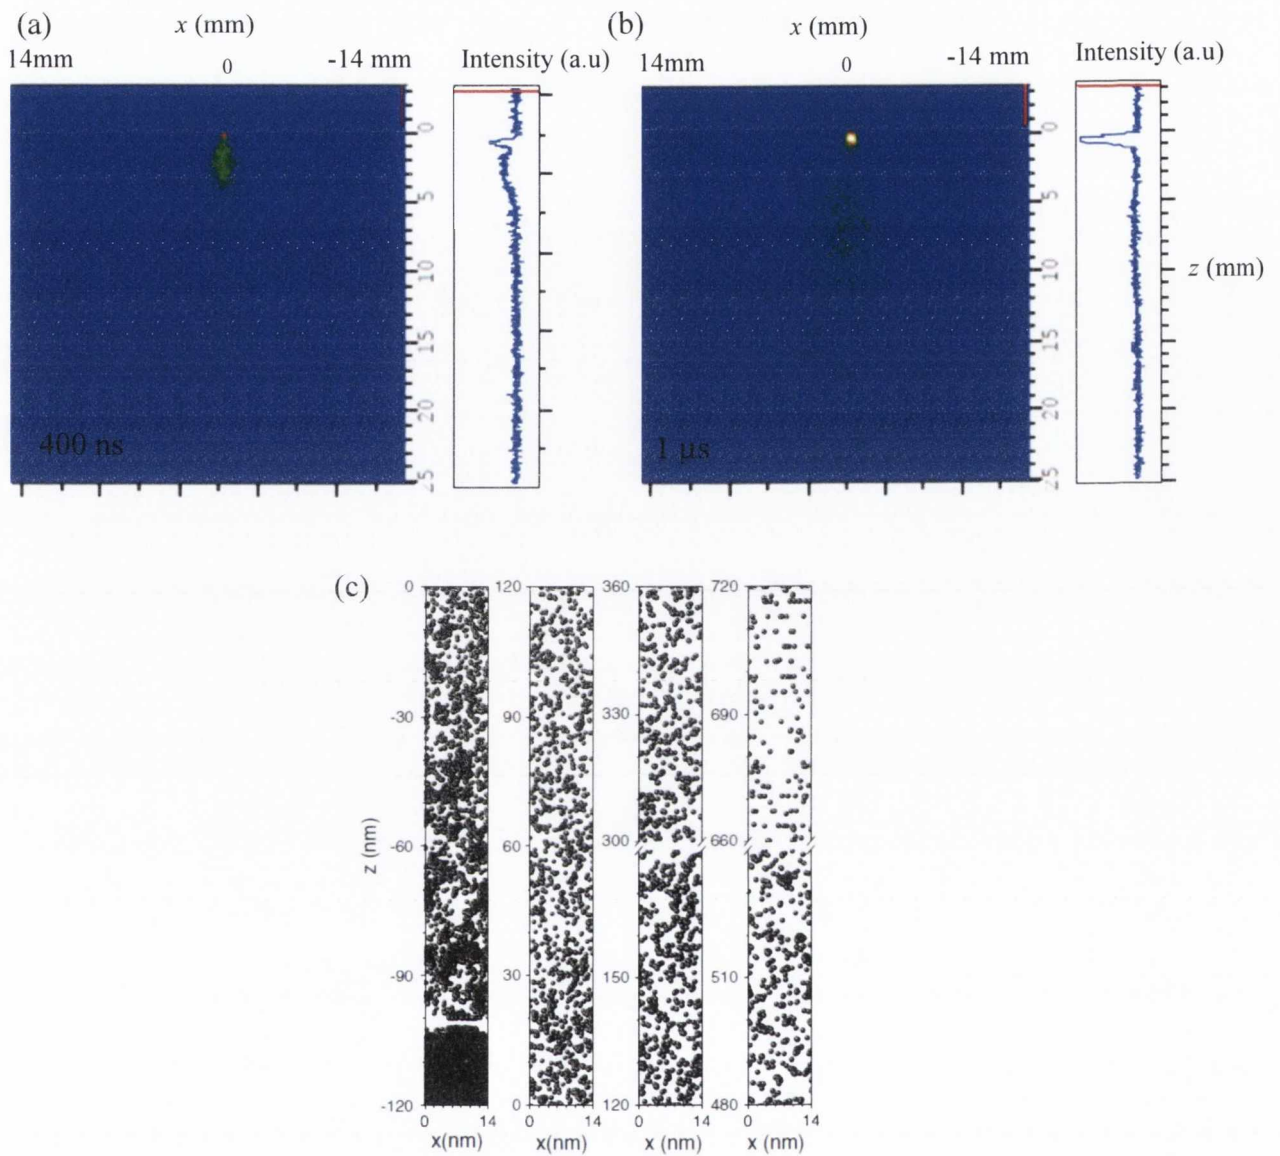 (a)
x (mm)
14mm 0 -14 mm
Intensity (a.u)
0
5
10
15
20
25
400 ns
(b)
x (mm)
14mm 0 -14 mm
Intensity (a.u)
0
5
10
15
20
25
z (mm)
1 µs
(c)
z (nm)
0
-30
-60
-90
-120
0 14
x(nm)
120
90
60
30
0
0 14
x(nm)
360
330
300
150
120
0 14
x (nm)
720
690
660
510
480
0 14
x (nm)